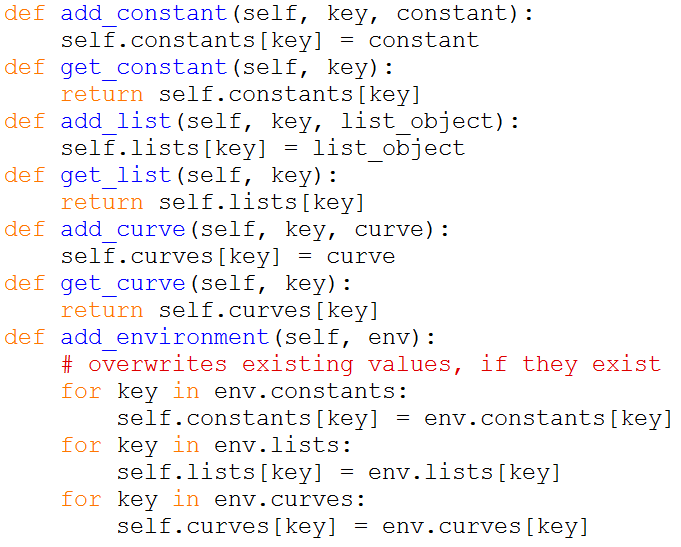 def add_constant(self, key, constant):
    self.constants[key] = constant
def get_constant(self, key):
    return self.constants[key]
def add_list(self, key, list_object):
    self.lists[key] = list_object
def get_list(self, key):
    return self.lists[key]
def add_curve(self, key, curve):
    self.curves[key] = curve
def get_curve(self, key):
    return self.curves[key]
def add_environment(self, env):
    # overwrites existing values, if they exist
    for key in env.constants:
        self.constants[key] = env.constants[key]
    for key in env.lists:
        self.lists[key] = env.lists[key]
    for key in env.curves:
        self.curves[key] = env.curves[key]